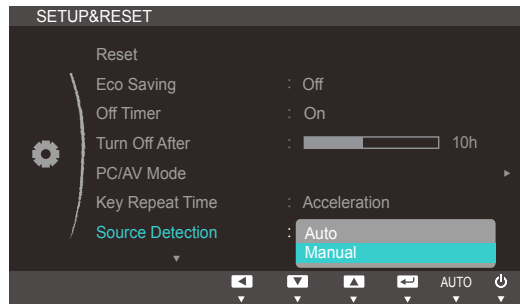 SETUP&RESET
Reset
Eco Saving : Off
Off Timer : On
Turn Off After : 10h
PC/AV Mode
Key Repeat Time : Acceleration
Source Detection : Auto
Manual
AUTO